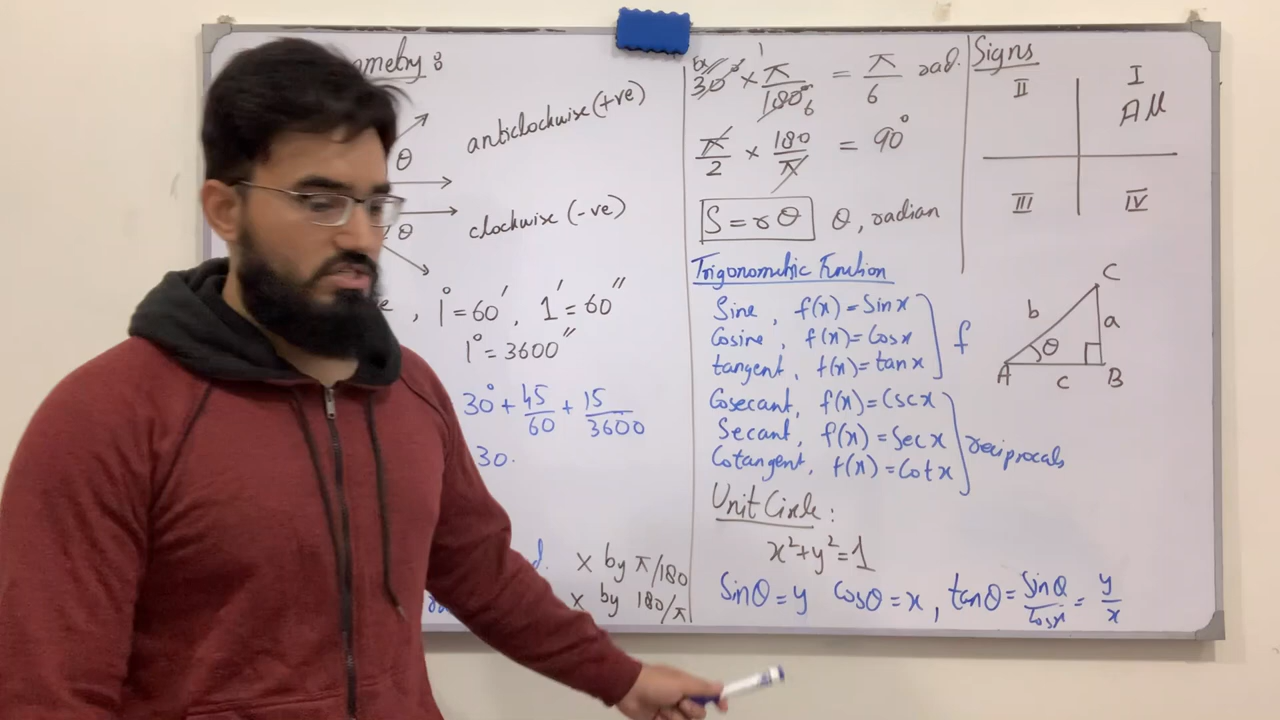 ometry :
anticlockwise (+ve)
θ
clockwise (-ve)
θ
, 1° = 60′, 1′ = 60″
1° = 3600″
30° + 45/60 + 15/3600
30.
d. × by π/180
× by 180/π
30° × π/180° = π/6 rad.
π/2 × 180/π = 90°
S = rθ θ, radian
Trigonometric Function
Sine, f(x) = Sin x
Cosine, f(x) = Cos x
tangent, f(x) = tan x
f
Cosecant, f(x) = Csc x
Secant, f(x) = Sec x
Cotangent, f(x) = Cot x
reciprocals
Unit Circle :
x² + y² = 1
Sinθ = y Cosθ = x, tanθ = Sinθ/Cosx = y/x
Signs
II I
All
III IV
C
b a
θ
A c B